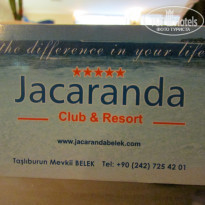 the difference in your life
Jacaranda
Club & Resort
www.jacarandabelek.com
Taşlıburun Mevkii BELEK Tel: +90 (242) 725 42 01